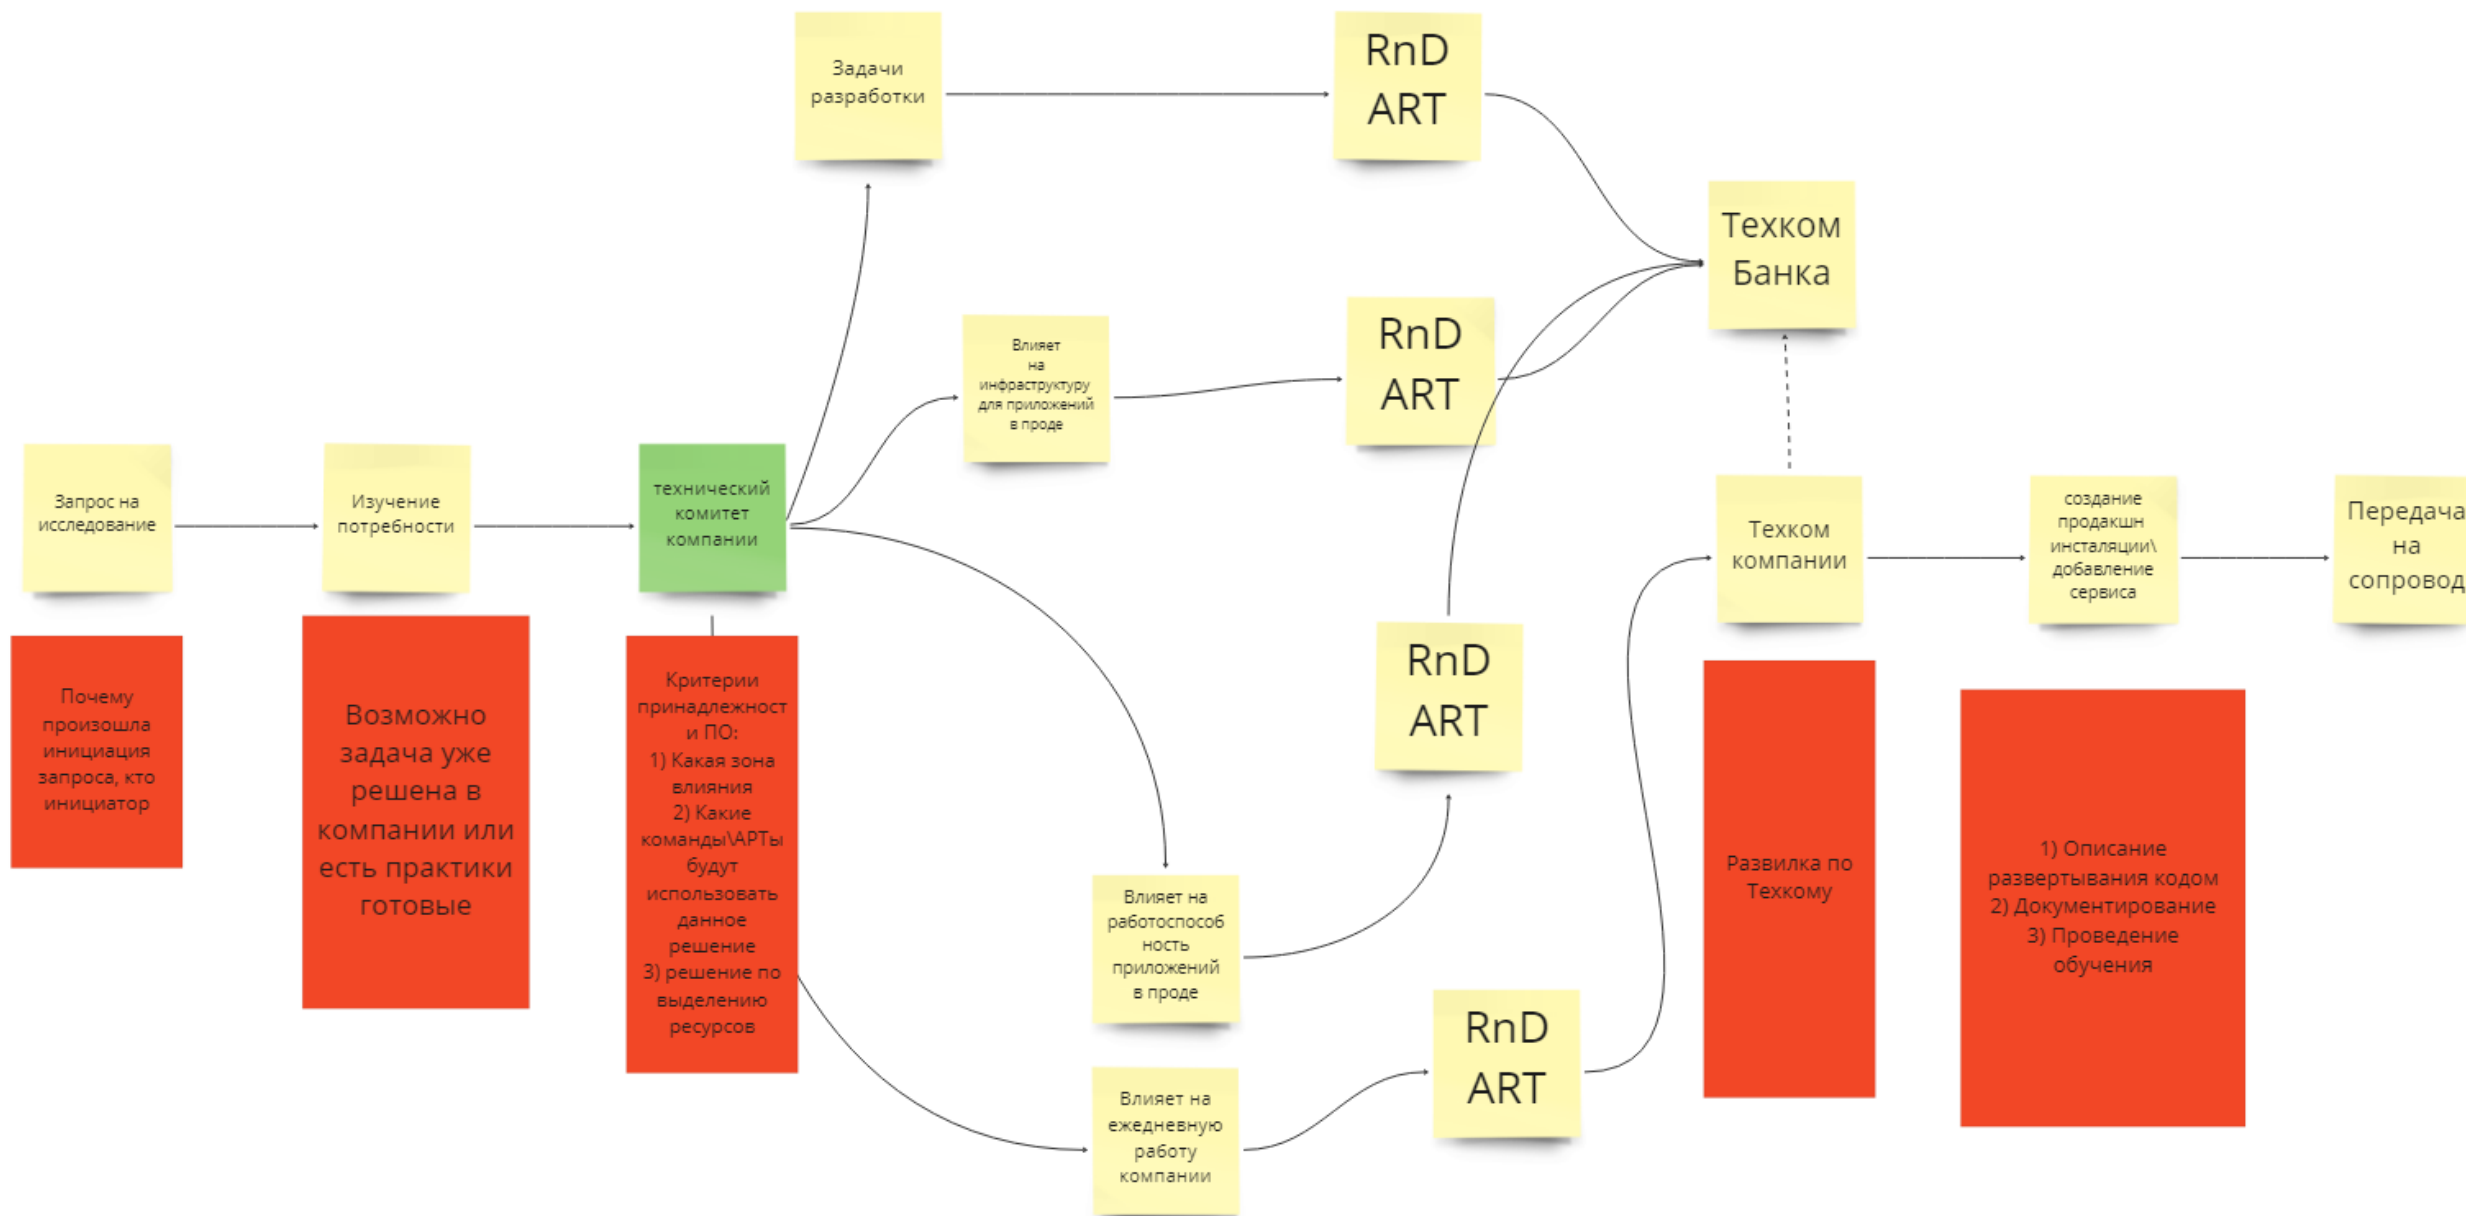 Задачи
разработки
RnD
ART
Техком
Банка
Влияет
на
инфраструктуру
для приложений
в проде
RnD
ART
Запрос на
исследование
Изучение
потребности
технический
комитет
компании
Техком
компании
создание
продакшн
инсталяции\
добавление
сервиса
Передача
на
сопровод
Почему
произошла
инициация
запроса, кто
инициатор
Возможно
задача уже
решена в
компании или
есть практики
готовые
Критерии
принадлежност
и ПО:
1) Какая зона
влияния
2) Какие
команды\АРТы
будут
использовать
данное
решение
3) решение по
выделению
ресурсов
RnD
ART
Влияет на
работоспособ
ность
приложений
в проде
RnD
ART
Влияет на
ежедневную
работу
компании
Развилка по
Техкому
1) Описание
развертывания кодом
2) Документирование
3) Проведение
обучения